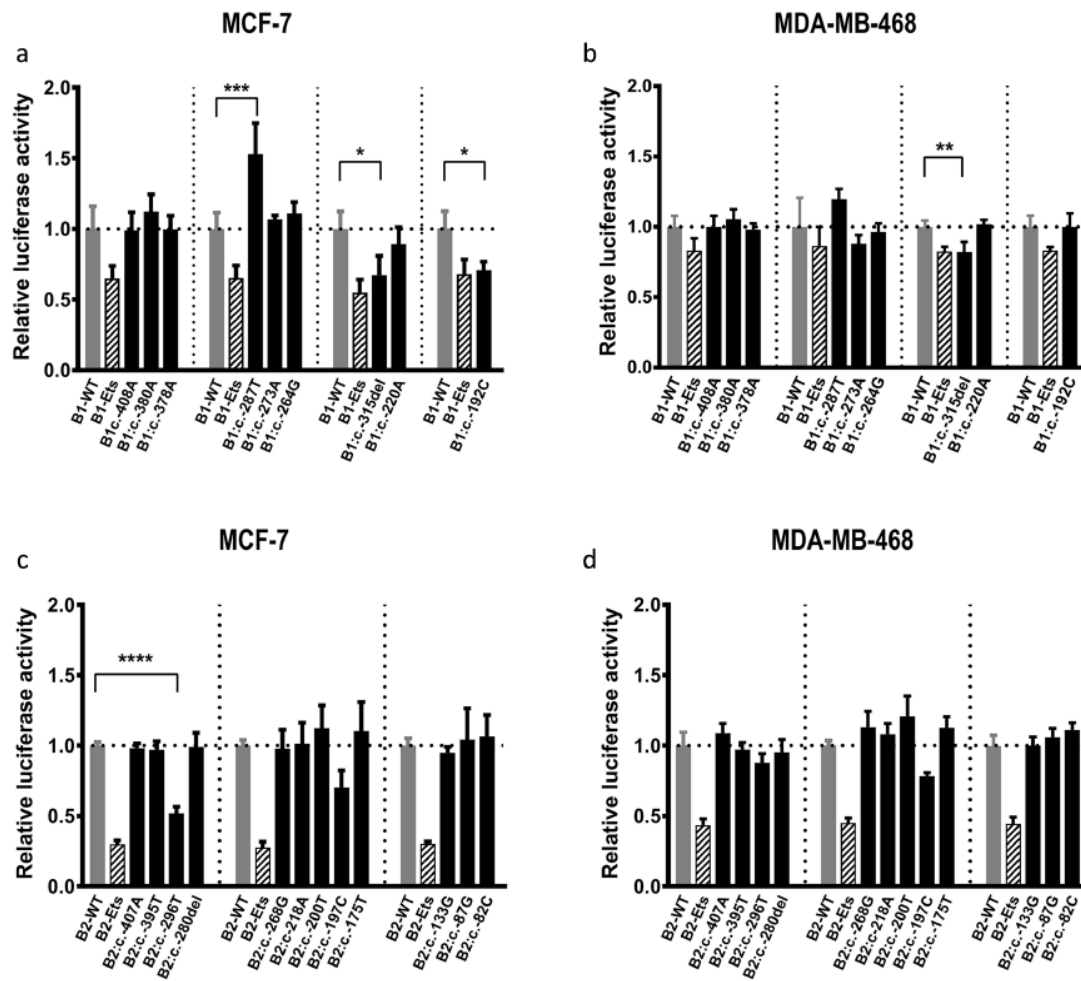 MCF-7
a
Relative luciferase activity
2.0
1.5
1.0
0.5
0.0
***
*
*
B1-WT
B1-Ets
B1c.-408A
B1:c.-380A
B1:c.-378A
B1-WT
B1-Ets
B1:c.-287T
B1:c.-273A
B1:c.-264G
B1-WT
B1-Ets
B1:c.-315del
B1:c.-220A
B1-WT
B1-Ets
B1:c.-192C
MDA-MB-468
b
Relative luciferase activity
2.0
1.5
1.0
0.5
0.0
**
B1-WT
B1-Ets
B1:c.-408A
B1:c.-380A
B1:c.-378A
B1-WT
B1-Ets
B1:c.-287T
B1:c.-273A
B1:c.-264G
B1-WT
B1-Ets
B1:c.-315del
B1:c.-220A
B1-WT
B1-Ets
B1:c.-192C
MCF-7
c
Relative luciferase activity
2.0
1.5
1.0
0.5
0.0
****
B2-WT
B2-Ets
B2:c.-407A
B2:c.-395T
B2:c.-296T
B2:c.-280del
B2-WT
B2-Ets
B2:c.-268G
B2:c.-218A
B2:c.-200T
B2:c.-197C
B2:c.-175T
B2-WT
B2-Ets
B2:c.-133G
B2:c.-87G
B2:c.-82C
MDA-MB-468
d
Relative luciferase activity
2.0
1.5
1.0
0.5
0.0
B2-WT
B2-Ets
B2:c.-407A
B2:c.-395T
B2:c.-296T
B2:c.-280del
B2-WT
B2-Ets
B2:c.-268G
B2:c.-218A
B2:c.-200T
B2:c.-197C
B2:c.-175T
B2-WT
B2-Ets
B2:c.-133G
B2:c.-87G
B2:c.-82C